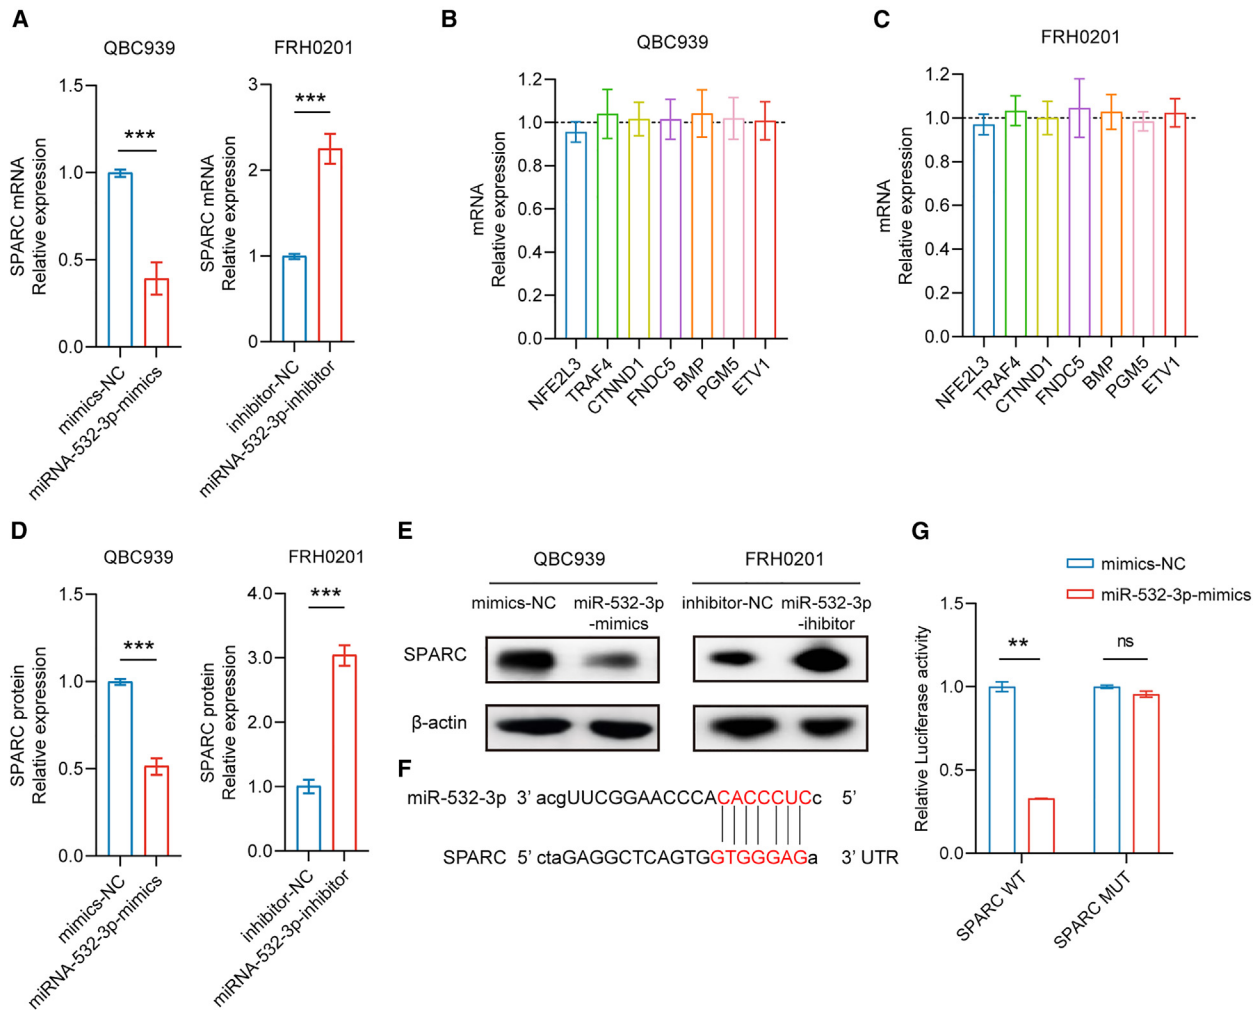 A
QBC939
SPARC mRNA
Relative expression
1.5
1.0
0.5
0.0
***
mimics-NC
miRNA-532-3p-mimics
FRH0201
SPARC mRNA
Relative expression
3
2
1
0
***
inhibitor-NC
miRNA-532-3p-inhibitor
B
QBC939
mRNA
Relative expression
1.2
1.0
0.8
0.6
0.4
0.2
0.0
NFE2L3
TRAF4
CTNND1
FNDC5
BMP
PGM5
ETV1
C
FRH0201
mRNA
Relative expression
1.2
1.0
0.8
0.6
0.4
0.2
0.0
NFE2L3
TRAF4
CTNND1
FNDC5
BMP
PGM5
ETV1
D
QBC939
SPARC protein
Relative expression
1.5
1.0
0.5
0.0
***
mimics-NC
miRNA-532-3p-mimics
FRH0201
SPARC protein
Relative expression
4.0
3.0
2.0
1.0
0.0
***
inhibitor-NC
miRNA-532-3p-inhibitor
E
QBC939
FRH0201
mimics-NC
miR-532-3p
-mimics
inhibitor-NC
miR-532-3p
-ihibitor
SPARC
β-actin
F
miR-532-3p 3’ acgUUCGGAACCCACACCCUCc 5’
SPARC 5’ ctaGAGGCTCAGTGGTGGGAGa 3’ UTR
G
mimics-NC
miR-532-3p-mimics
Relative Luciferase activity
1.5
1.0
0.5
0.0
**
ns
SPARC WT
SPARC MUT